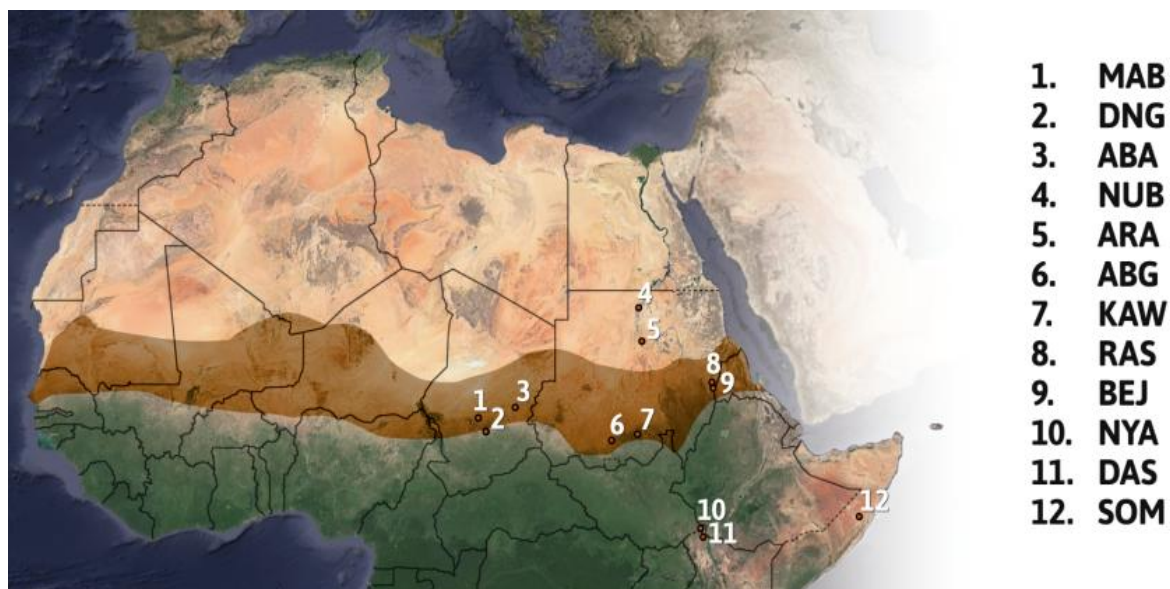 4
5
8
9
3
1
2
6
7
12
10
11
1. MAB
2. DNG
3. ABA
4. NUB
5. ARA
6. ABG
7. KAW
8. RAS
9. BEJ
10. NYA
11. DAS
12. SOM